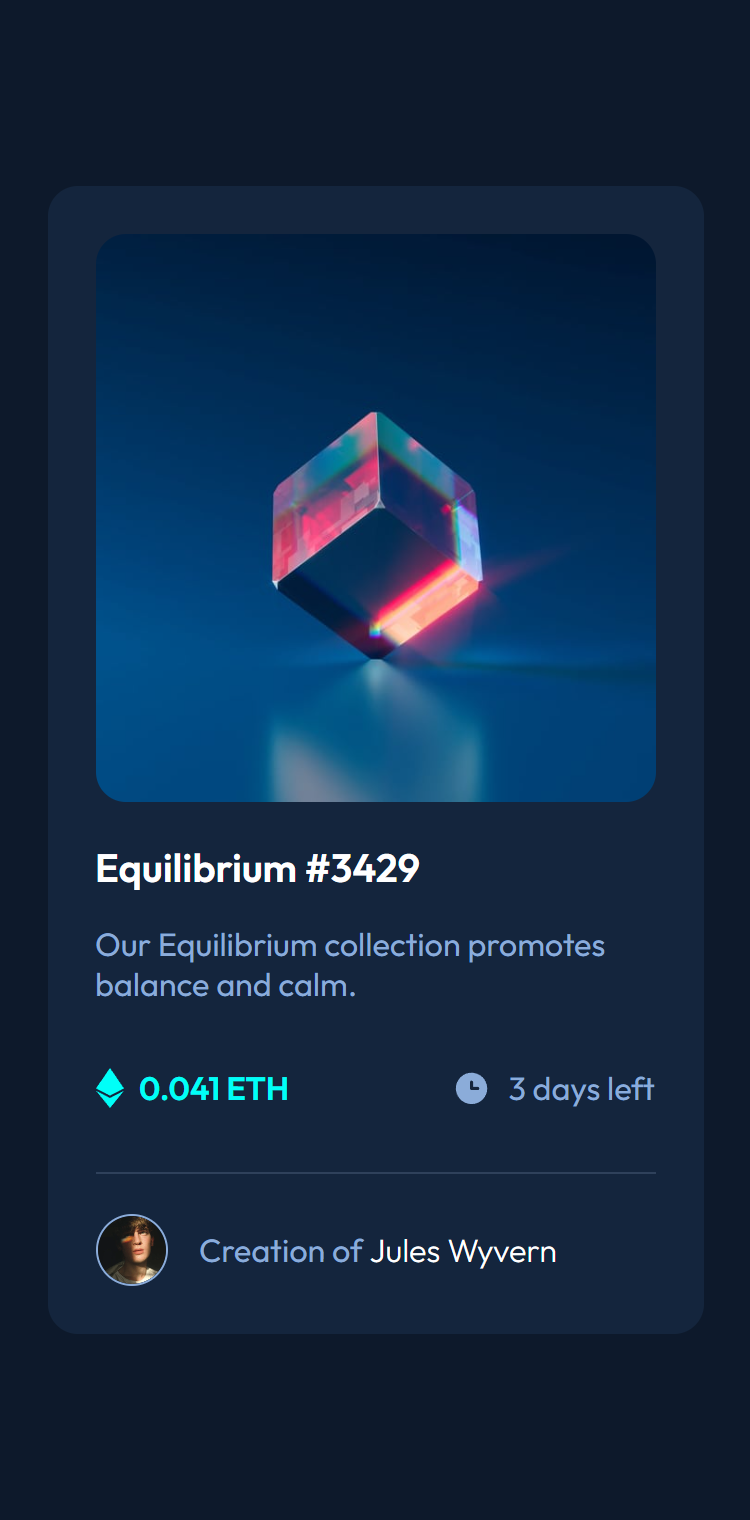 Equilibrium #3429
Our Equilibrium collection promotes
balance and calm.
0.041 ETH
3 days left
Creation of Jules Wyvern